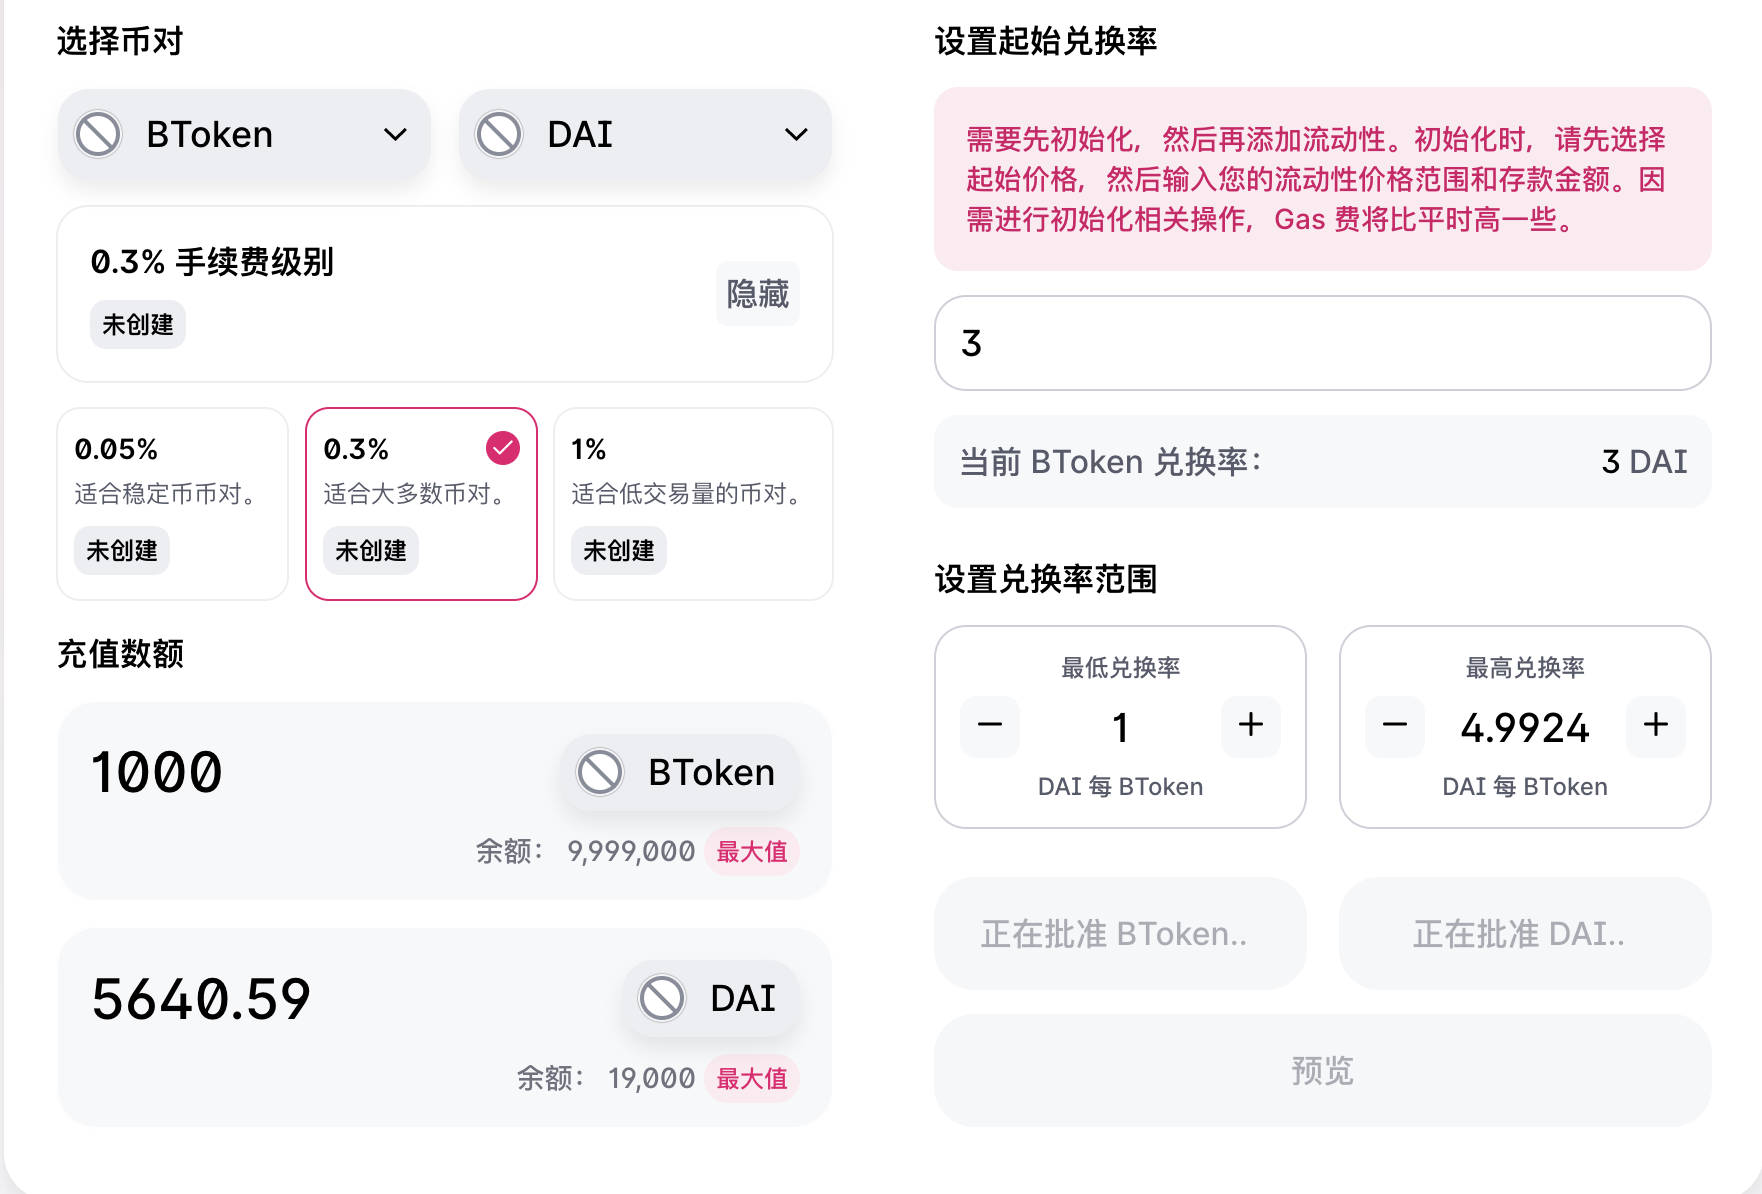 选择币对
BToken
DAI
0.3% 手续费级别
未创建
隐藏
0.05%
适合稳定币币对。
未创建
0.3%
适合大多数币对。
未创建
1%
适合低交易量的币对。
未创建
充值数额
1000
BToken
余额： 9,999,000 最大值
5640.59
DAI
余额： 19,000 最大值
设置起始兑换率
需要先初始化，然后再添加流动性。初始化时，请先选择
起始价格，然后输入您的流动性价格范围和存款金额。因
需进行初始化相关操作，Gas 费将比平时高一些。
3
当前 BToken 兑换率： 3 DAI
设置兑换率范围
最低兑换率
1
DAI 每 BToken
最高兑换率
4.9924
DAI 每 BToken
正在批准 BToken..
正在批准 DAI..
预览